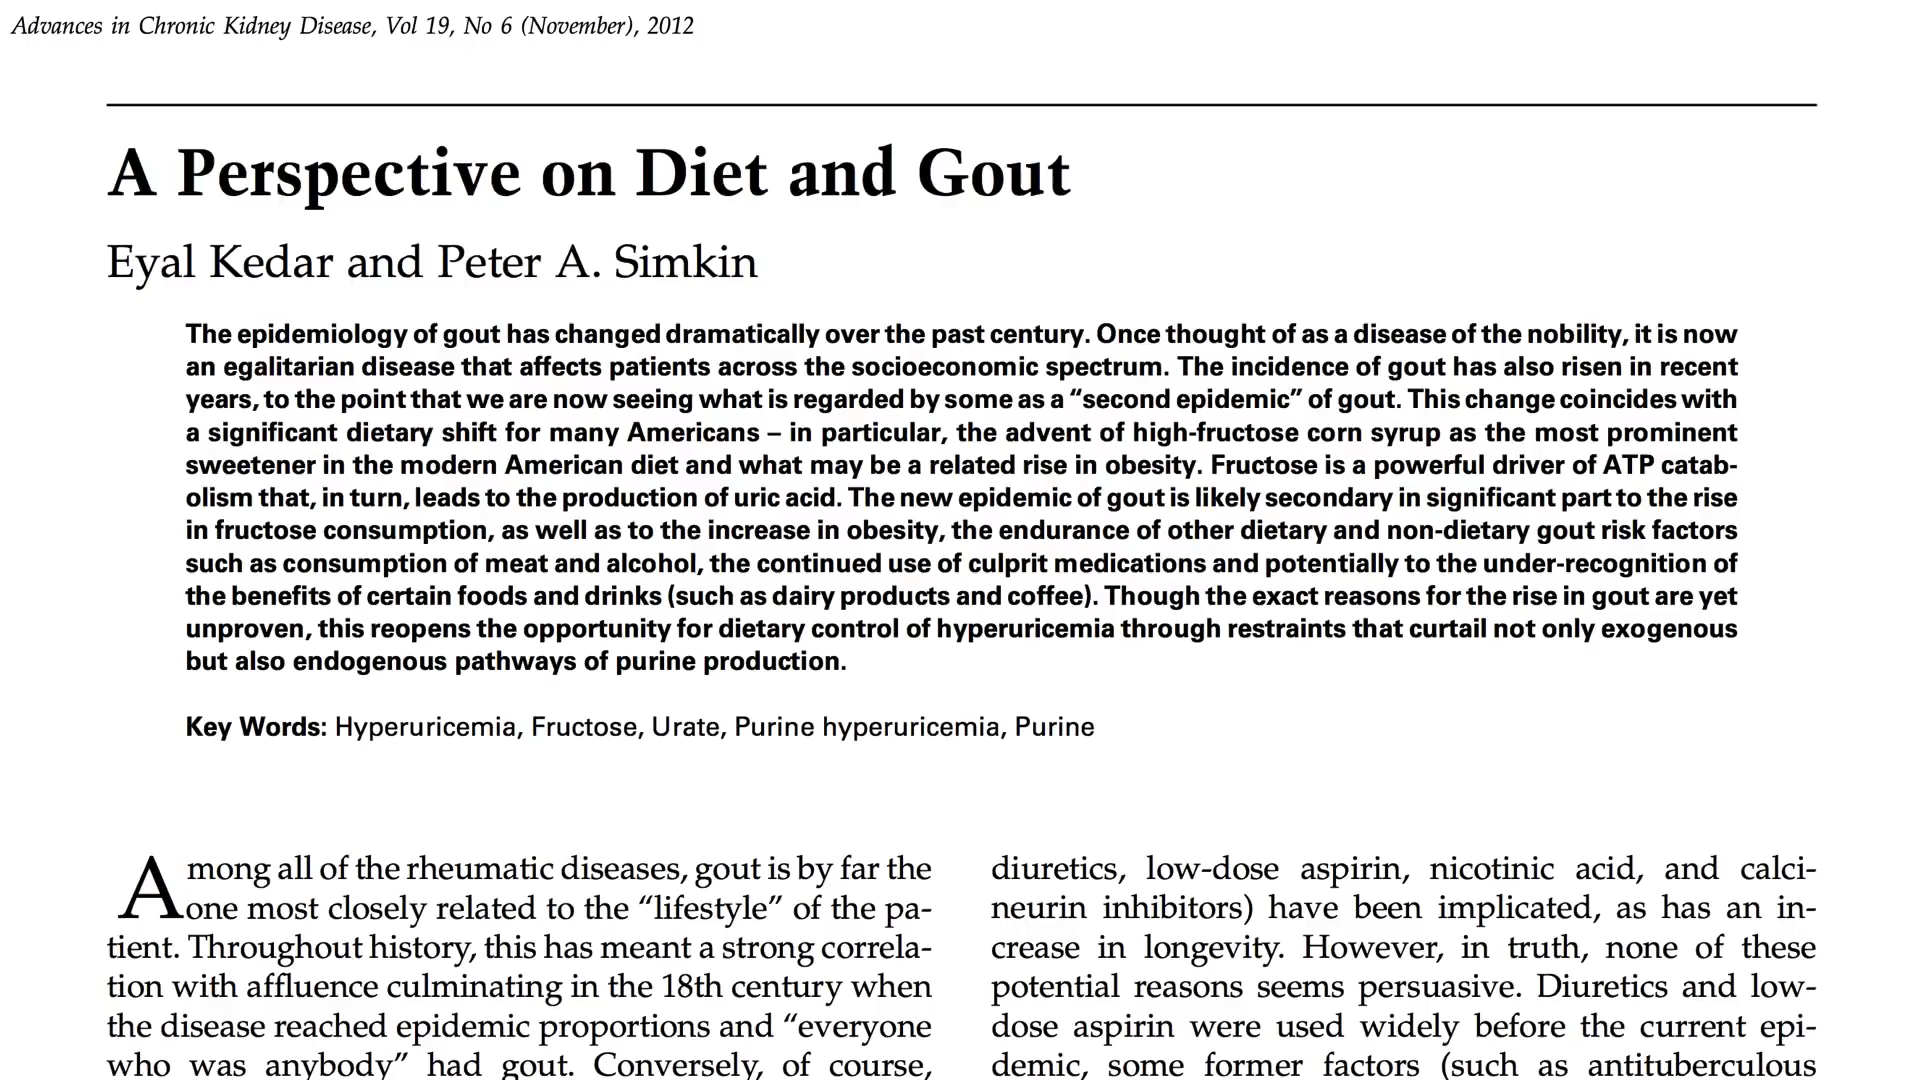 Advances in Chronic Kidney Disease, Vol 19, No 6 (November), 2012
A Perspective on Diet and Gout
Eyal Kedar and Peter A. Simkin
The epidemiology of gout has changed dramatically over the past century. Once thought of as a disease of the nobility, it is now
an egalitarian disease that affects patients across the socioeconomic spectrum. The incidence of gout has also risen in recent
years, to the point that we are now seeing what is regarded by some as a “second epidemic” of gout. This change coincides with
a significant dietary shift for many Americans – in particular, the advent of high-fructose corn syrup as the most prominent
sweetener in the modern American diet and what may be a related rise in obesity. Fructose is a powerful driver of ATP catab-
olism that, in turn, leads to the production of uric acid. The new epidemic of gout is likely secondary in significant part to the rise
in fructose consumption, as well as to the increase in obesity, the endurance of other dietary and non-dietary gout risk factors
such as consumption of meat and alcohol, the continued use of culprit medications and potentially to the under-recognition of
the benefits of certain foods and drinks (such as dairy products and coffee). Though the exact reasons for the rise in gout are yet
unproven, this reopens the opportunity for dietary control of hyperuricemia through restraints that curtail not only exogenous
but also endogenous pathways of purine production.
Key Words: Hyperuricemia, Fructose, Urate, Purine hyperuricemia, Purine
Among all of the rheumatic diseases, gout is by far the
one most closely related to the “lifestyle” of the pa-
tient. Throughout history, this has meant a strong correla-
tion with affluence culminating in the 18th century when
the disease reached epidemic proportions and “everyone
who was anybody” had gout. Conversely, of course,
diuretics, low-dose aspirin, nicotinic acid, and calci-
neurin inhibitors) have been implicated, as has an in-
crease in longevity. However, in truth, none of these
potential reasons seems persuasive. Diuretics and low-
dose aspirin were used widely before the current epi-
demic, some former factors (such as antituberculous